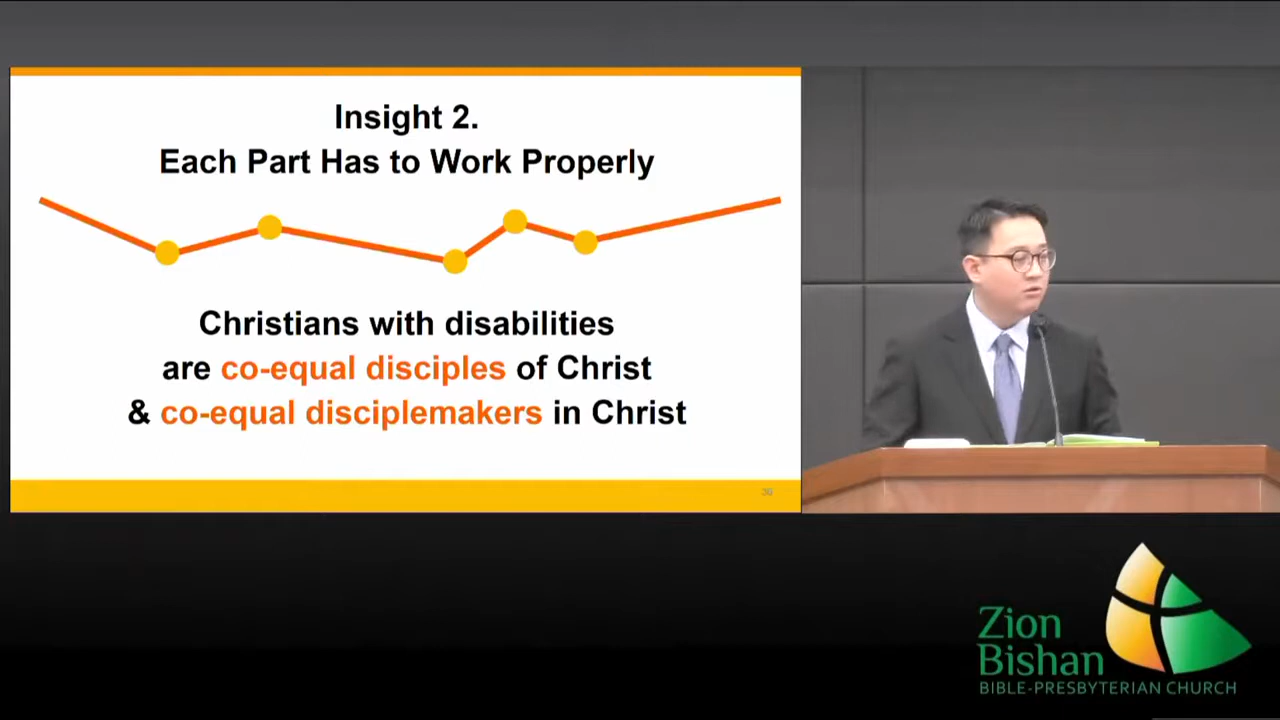 Insight 2.
Each Part Has to Work Properly
Christians with disabilities
are co-equal disciples of Christ
& co-equal disciplemakers in Christ
Zion
Bishan
BIBLE-PRESBYTERIAN CHURCH